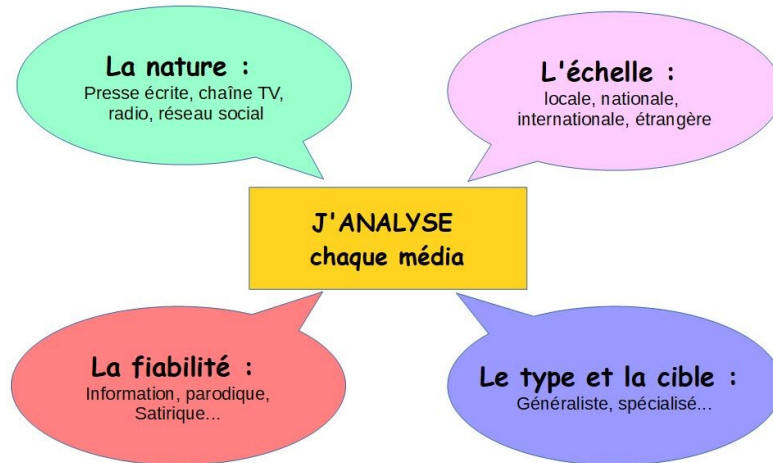 La nature :
Presse écrite, chaîne TV,
radio, réseau social
L'échelle :
locale, nationale,
internationale, étrangère
J'ANALYSE
chaque média
La fiabilité :
Information, parodique,
Satirique...
Le type et la cible :
Généraliste, spécialisé...